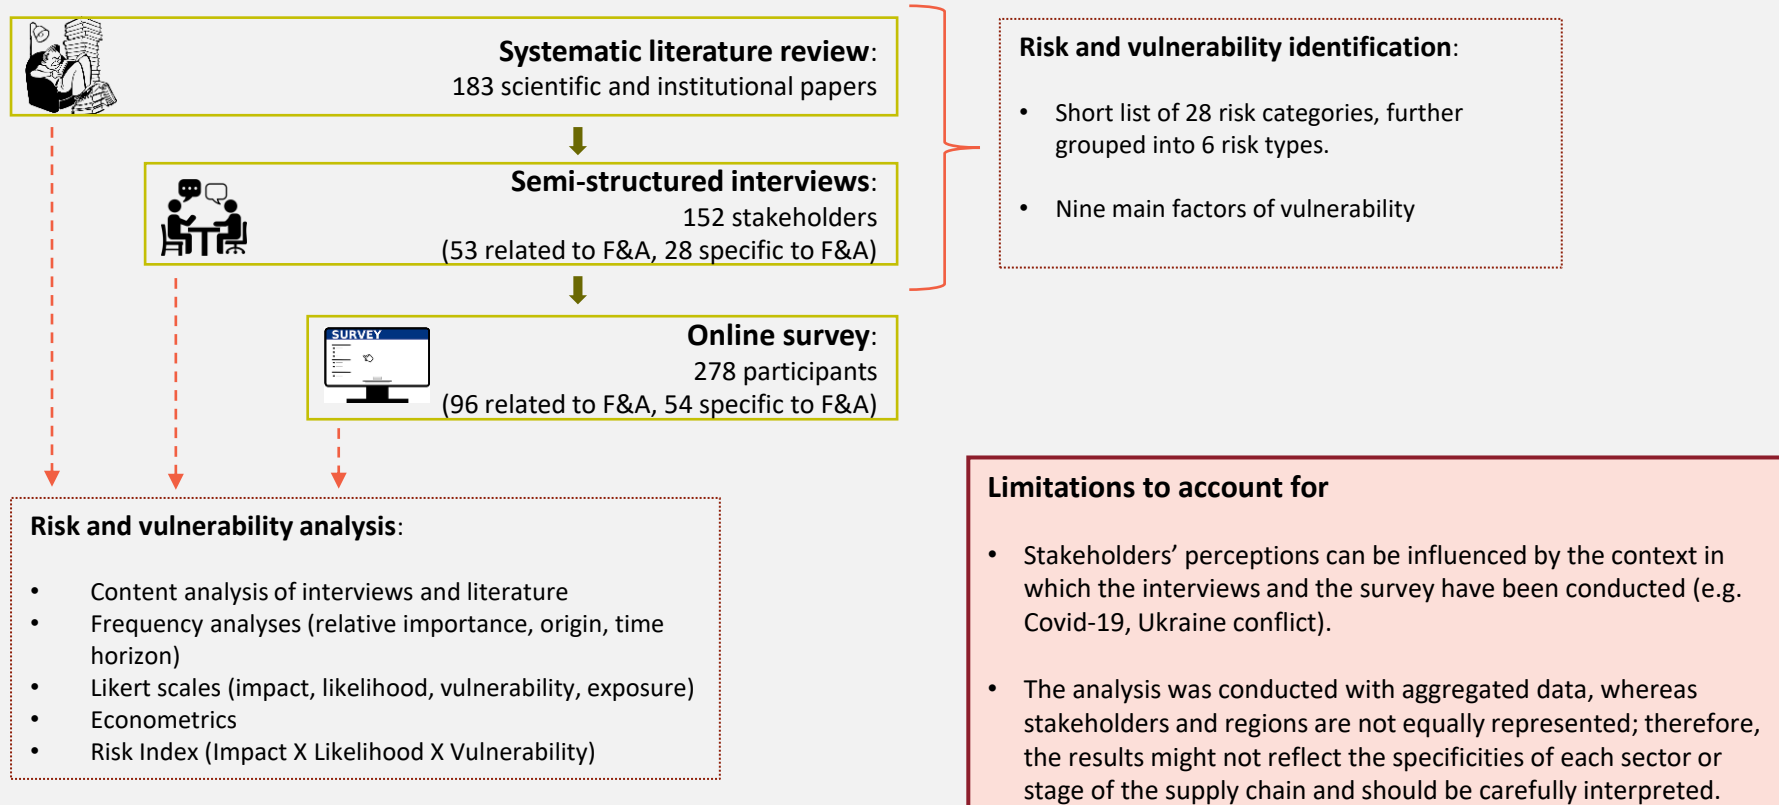 Systematic literature review:
183 scientific and institutional papers
Semi-structured interviews:
152 stakeholders
(53 related to F&A, 28 specific to F&A)
SURVEY
Online survey:
278 participants
(96 related to F&A, 54 specific to F&A)
Risk and vulnerability identification:
• Short list of 28 risk categories, further
grouped into 6 risk types.
• Nine main factors of vulnerability
Risk and vulnerability analysis:
• Content analysis of interviews and literature
• Frequency analyses (relative importance, origin, time
horizon)
• Likert scales (impact, likelihood, vulnerability, exposure)
• Econometrics
• Risk Index (Impact X Likelihood X Vulnerability)
Limitations to account for
• Stakeholders’ perceptions can be influenced by the context in
which the interviews and the survey have been conducted (e.g.
Covid-19, Ukraine conflict).
• The analysis was conducted with aggregated data, whereas
stakeholders and regions are not equally represented; therefore,
the results might not reflect the specificities of each sector or
stage of the supply chain and should be carefully interpreted.